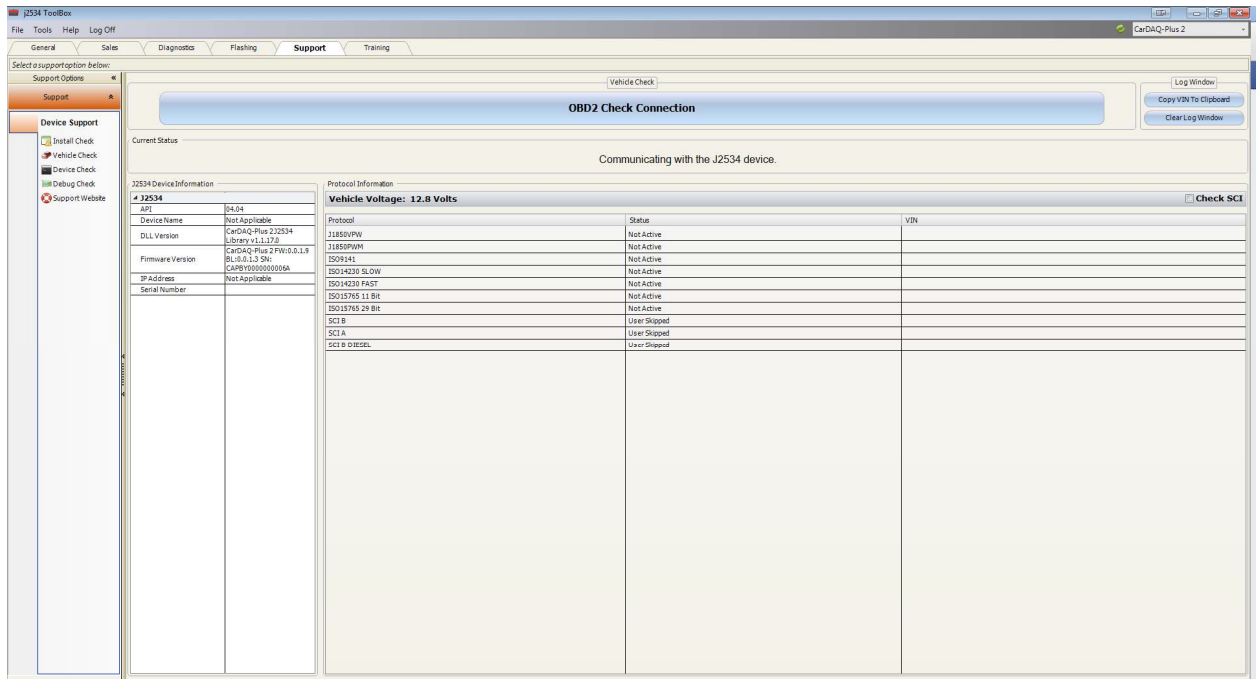 j2534 ToolBox
File Tools Help Log Off
CarDAQ-Plus 2
General Sales Diagnostics Flashing Support Training
Select a support option below:
Support Options «
Support
Device Support
Install Check
Vehicle Check
Device Check
Debug Check
Support Website
Vehicle Check
OBD2 Check Connection
Log Window
Copy VIN To Clipboard
Clear Log Window
Current Status
Communicating with the J2534 device.
J2534 Device Information
J2534
API 04.04
Device Name Not Applicable
DLL Version CarDAQ-Plus 2 J2534
Library v1.1.17.0
Firmware Version CarDAQ-Plus 2 FW:0.0.1.9
BL:0.0.1.3 SN:
CAPBY0000000006A
IP Address Not Applicable
Serial Number
Protocol Information
Vehicle Voltage: 12.8 Volts Check SCI
Protocol Status VIN
J1850VPW Not Active
J1850PWM Not Active
ISO9141 Not Active
ISO14230 SLOW Not Active
ISO14230 FAST Not Active
ISO15765 11 Bit Not Active
ISO15765 29 Bit Not Active
SCI B User Skipped
SCI A User Skipped
SCI B DIESEL User Skipped